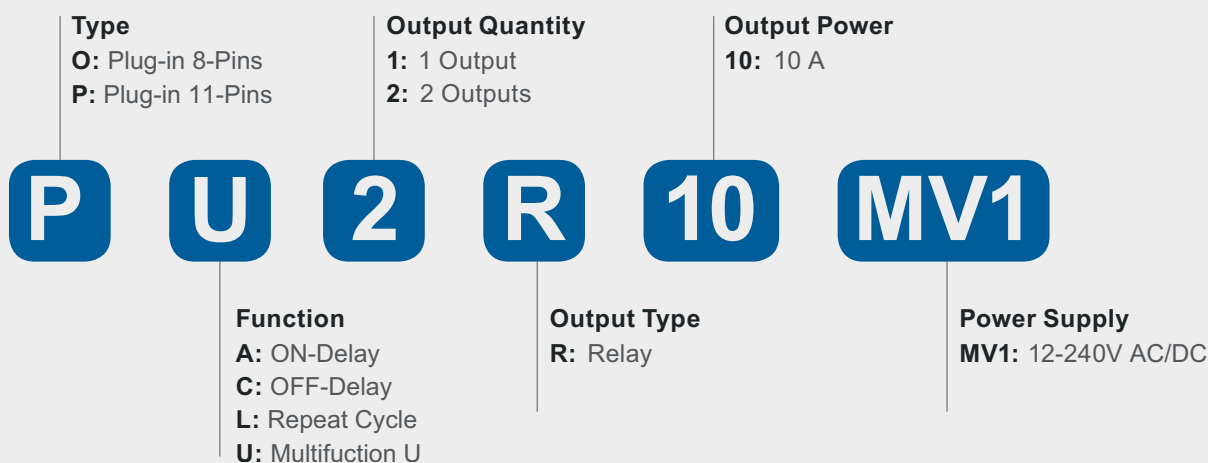 Type
O: Plug-in 8-Pins
P: Plug-in 11-Pins
Output Quantity
1: 1 Output
2: 2 Outputs
Output Power
10: 10 A
P U 2 R 10 MV1
Function
A: ON-Delay
C: OFF-Delay
L: Repeat Cycle
U: Multifuction U
Output Type
R: Relay
Power Supply
MV1: 12-240V AC/DC